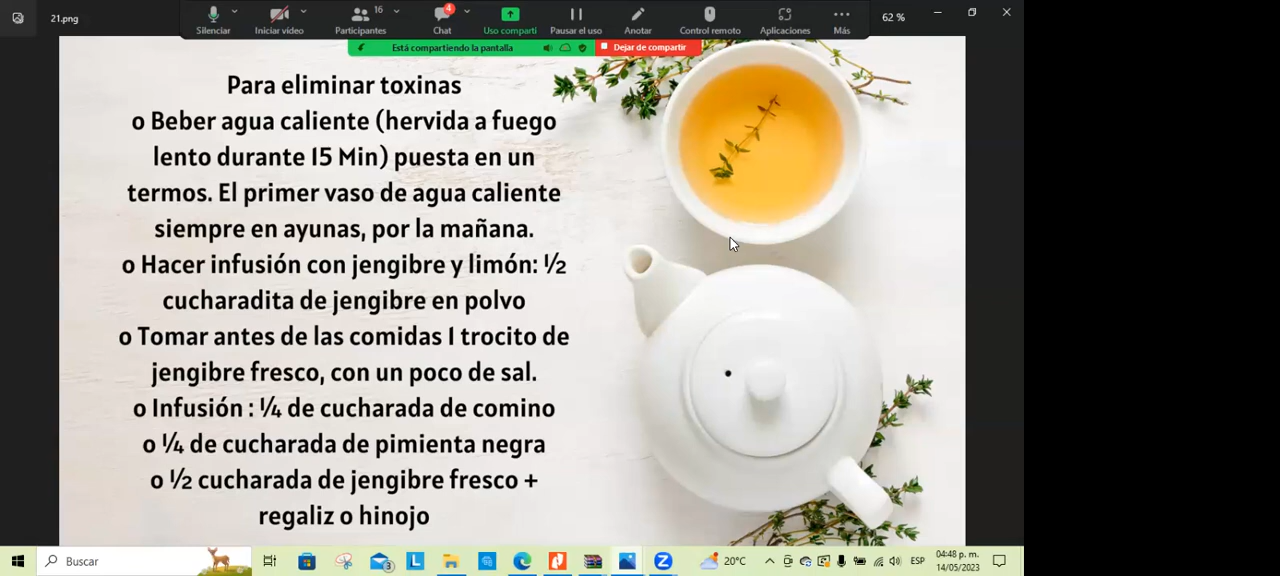 21.png
16
4
62 %
Silenciar
Iniciar vídeo
Participantes
Chat
Uso comparti
Pausar el uso
Anotar
Control remoto
Aplicaciones
Más
Está compartiendo la pantalla
Dejar de compartir
Para eliminar toxinas
o Beber agua caliente (hervida a fuego
lento durante 15 Min) puesta en un
termos. El primer vaso de agua caliente
siempre en ayunas, por la mañana.
o Hacer infusión con jengibre y limón: ½
cucharadita de jengibre en polvo
o Tomar antes de las comidas 1 trocito de
jengibre fresco, con un poco de sal.
o Infusión : ¼ de cucharada de comino
o ¼ de cucharada de pimienta negra
o ½ cucharada de jengibre fresco +
regaliz o hinojo
Buscar
3
L
Z
20°C
ESP
04:48 p. m.
14/05/2023